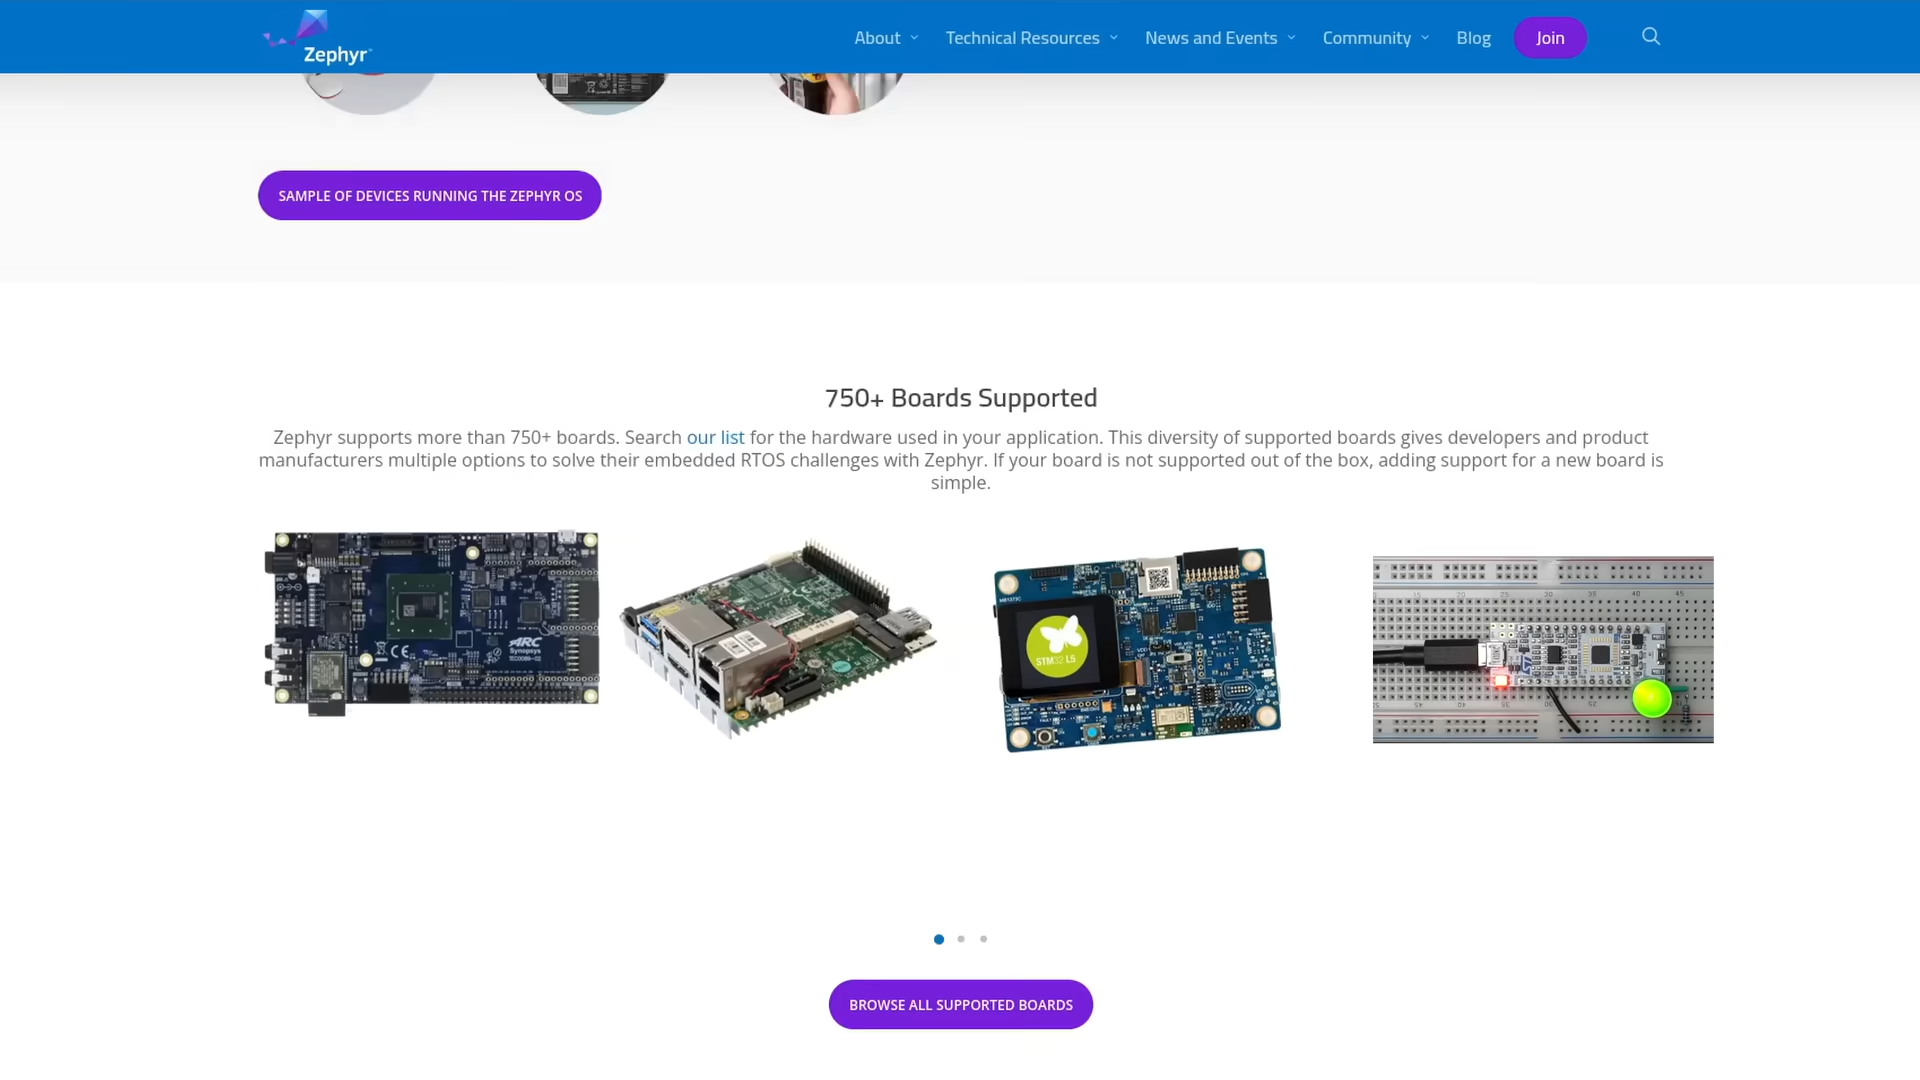 Zephyr
About
Technical Resources
News and Events
Community
Blog
Join
SAMPLE OF DEVICES RUNNING THE ZEPHYR OS
750+ Boards Supported
Zephyr supports more than 750+ boards. Search our list for the hardware used in your application. This diversity of supported boards gives developers and product
manufacturers multiple options to solve their embedded RTOS challenges with Zephyr. If your board is not supported out of the box, adding support for a new board is
simple.
ARC
Synopsys
STM32 L5
BROWSE ALL SUPPORTED BOARDS